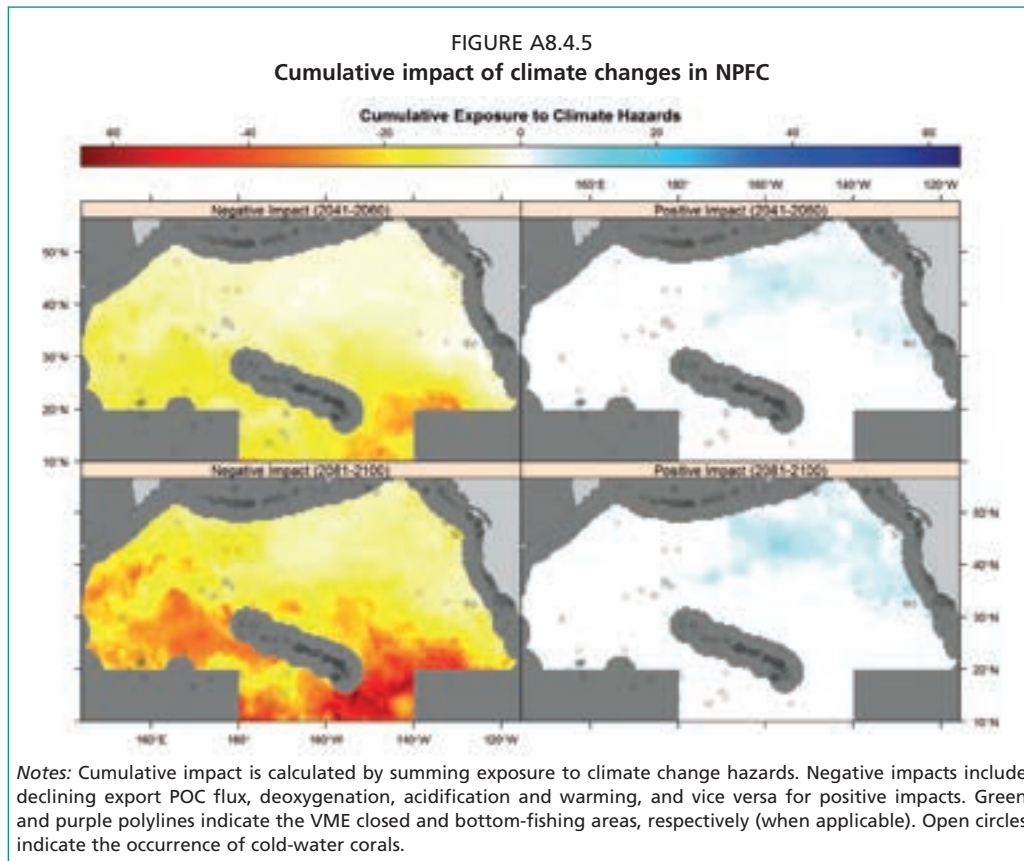 FIGURE A8.4.5
Cumulative impact of climate changes in NPFC
Cumulative Exposure to Climate Hazards
-60 -40 -20 0 20 40 60
160°E 180° 160°W 140°W 120°W
Negative Impact (2041-2060) Positive Impact (2041-2060)
50°N
40°N
30°N
20°N
10°N
Negative Impact (2081-2100) Positive Impact (2081-2100)
50°N
40°N
30°N
20°N
10°N
160°E 180° 160°W 140°W 120°W
Notes: Cumulative impact is calculated by summing exposure to climate change hazards. Negative impacts include
declining export POC flux, deoxygenation, acidification and warming, and vice versa for positive impacts. Green
and purple polylines indicate the VME closed and bottom-fishing areas, respectively (when applicable). Open circles
indicate the occurrence of cold-water corals.